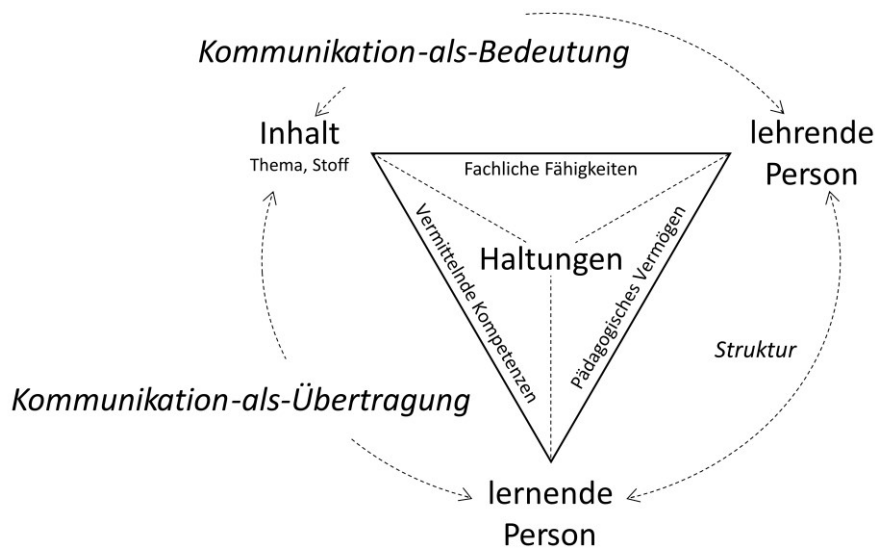 Kommunikation-als-Bedeutung
Inhalt
Thema, Stoff
lehrende
Person
Fachliche Fähigkeiten
Vermittelnde Kompetenzen
Haltungen
Pädagogisches Vermögen
Struktur
Kommunikation-als-Übertragung
lernende
Person